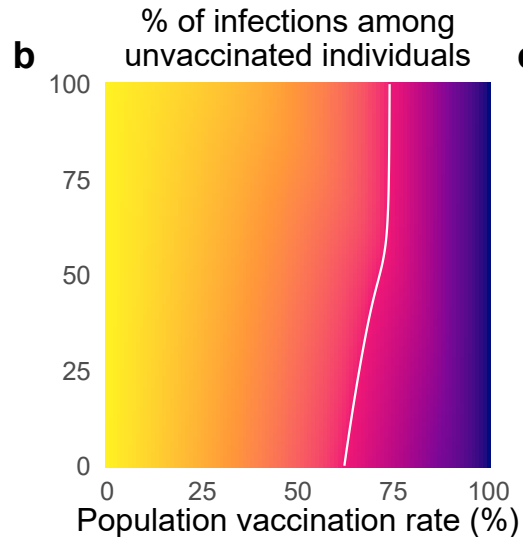 % of infections among
unvaccinated individuals
b
100
75
50
25
0
0 25 50 75 100
Population vaccination rate (%)